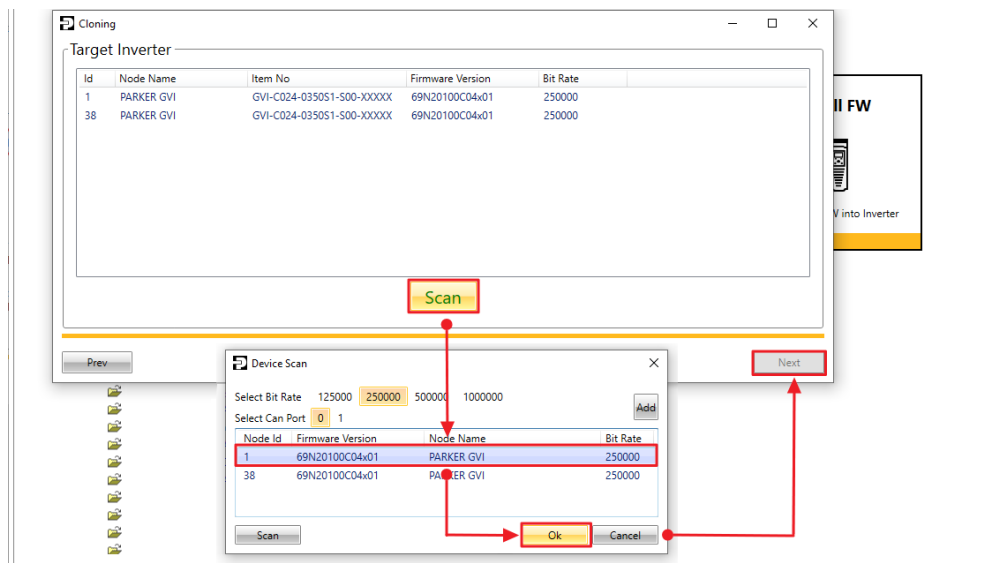 Cloning
Target Inverter
Id Node Name Item No Firmware Version Bit Rate
1 PARKER GVI GVI-C024-0350S1-S00-XXXXX 69N20100C04x01 250000
38 PARKER GVI GVI-C024-0350S1-S00-XXXXX 69N20100C04x01 250000
ll FW
into Inverter
Scan
Prev
Next
Device Scan
Select Bit Rate 125000 250000 500000 1000000
Add
Select Can Port 0 1
Node Id Firmware Version Node Name Bit Rate
1 69N20100C04x01 PARKER GVI 250000
38 69N20100C04x01 PARKER GVI 250000
Scan Ok Cancel